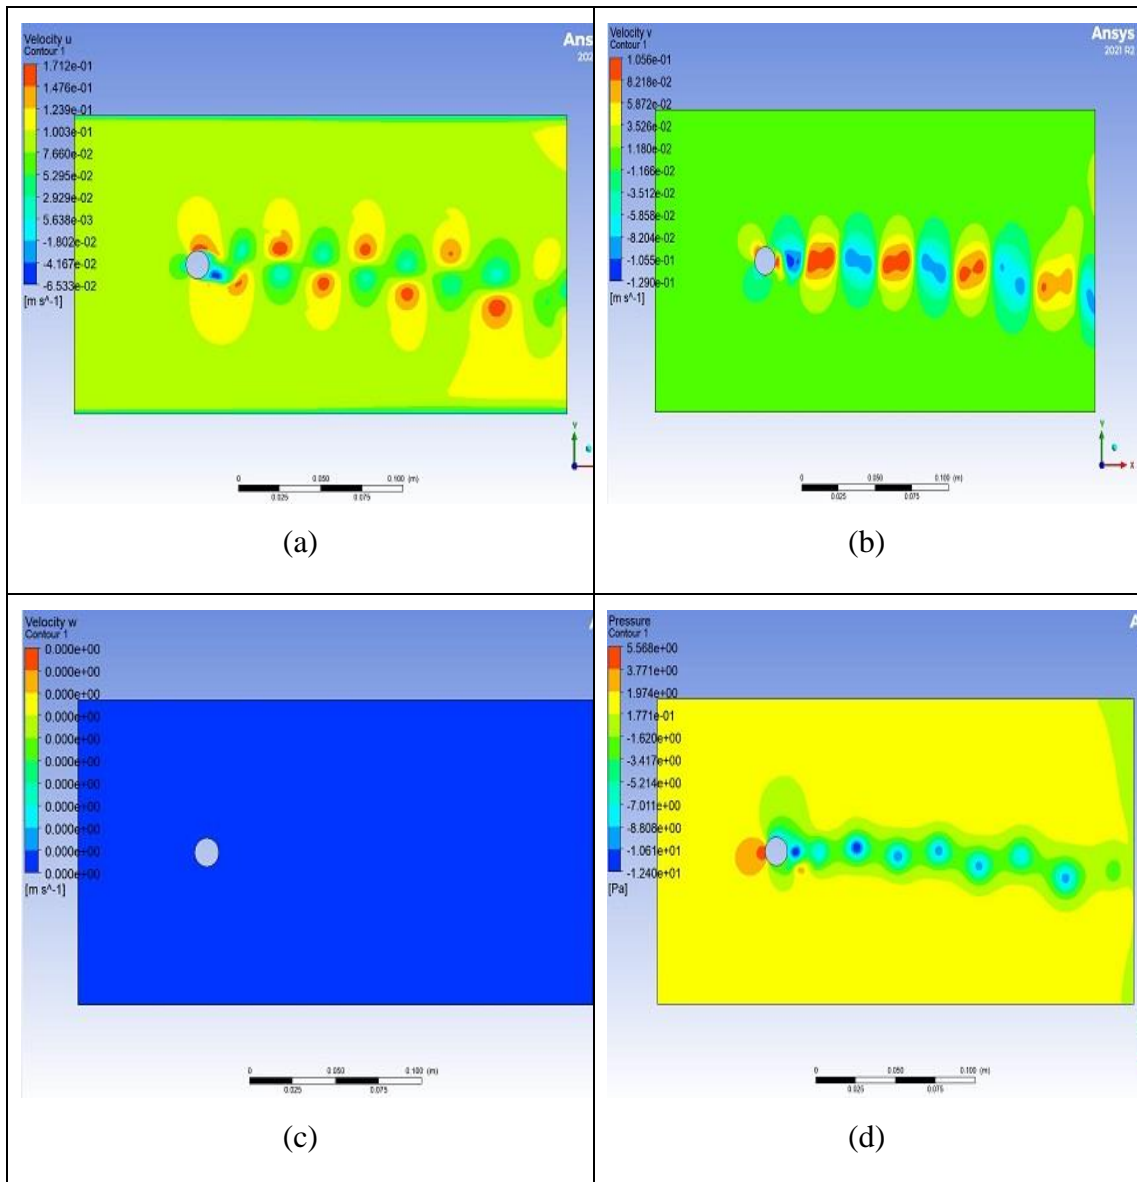 Velocity u
Contour 1
1.712e-01
1.476e-01
1.239e-01
1.003e-01
7.660e-02
5.295e-02
2.929e-02
5.638e-03
-1.802e-02
-4.167e-02
-6.533e-02
[m s^-1]
Ans
202
Y
0 0.050 0.100 (m)
0.025 0.075
(a)
Velocity v
Contour 1
1.056e-01
8.218e-02
5.872e-02
3.526e-02
1.180e-02
-1.166e-02
-3.512e-02
-5.858e-02
-8.204e-02
-1.055e-01
-1.290e-01
[m s^-1]
Ansys
2021 R2
Y
X
0 0.050 0.100 (m)
0.025 0.075
(b)
Velocity w
Contour 1
0.000e+00
0.000e+00
0.000e+00
0.000e+00
0.000e+00
0.000e+00
0.000e+00
0.000e+00
0.000e+00
0.000e+00
0.000e+00
[m s^-1]
0 0.050 0.100 (m)
0.025 0.075
(c)
Pressure
Contour 1
5.568e+00
3.771e+00
1.974e+00
1.771e-01
-1.620e+00
-3.417e+00
-5.214e+00
-7.011e+00
-8.808e+00
-1.061e+01
-1.240e+01
[Pa]
A
0 0.050 0.100 (m)
0.025 0.075
(d)